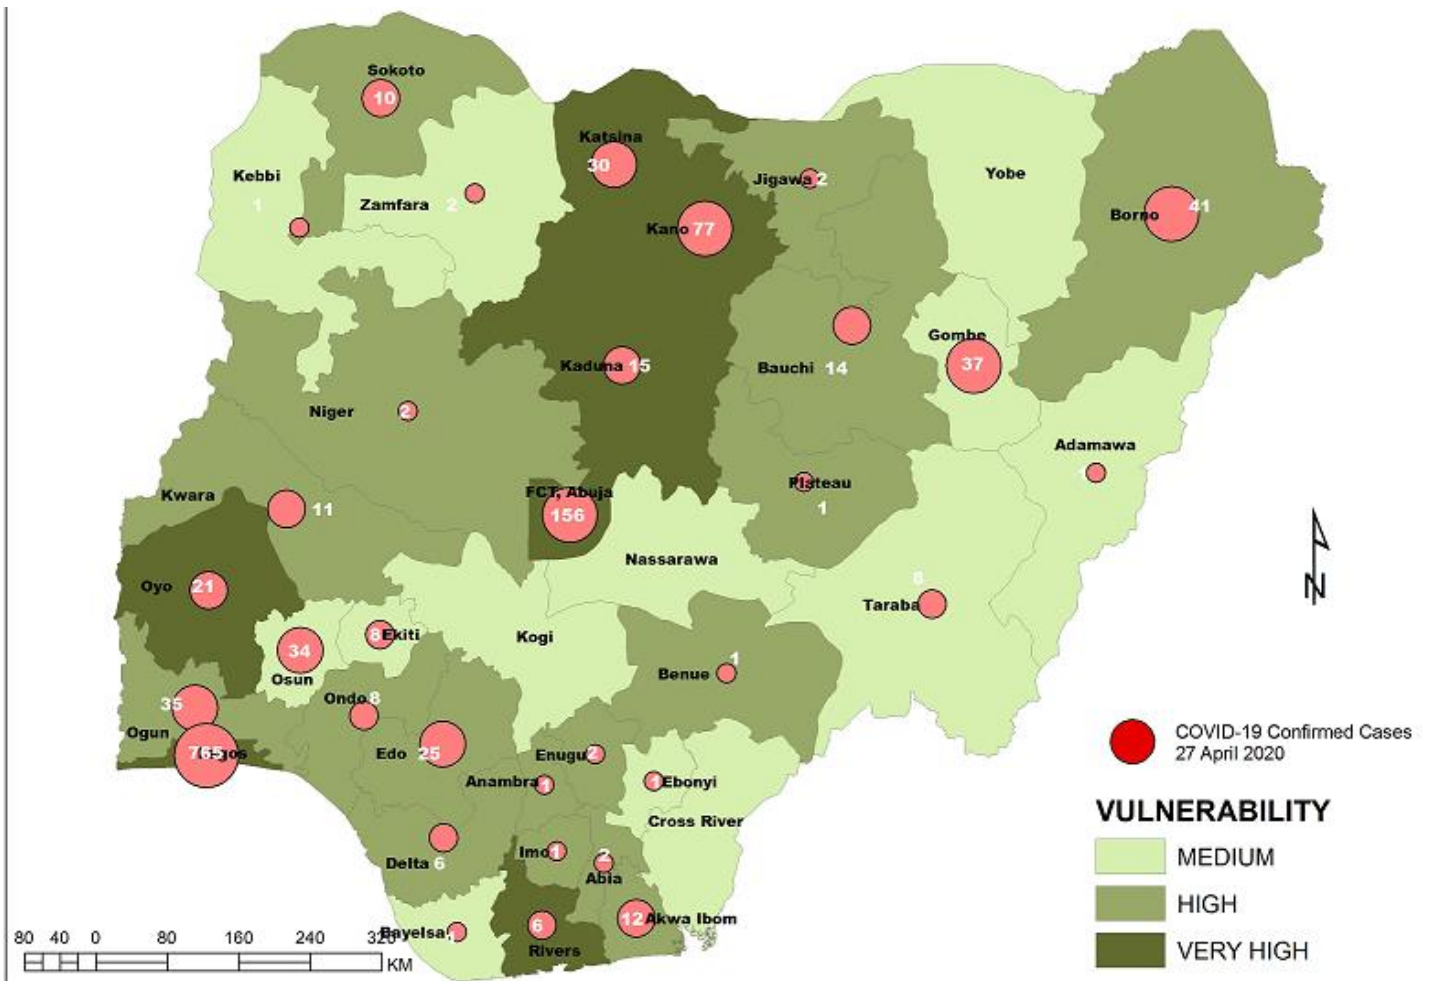 Sokoto
10
Katsina
30
Kebbi
1
Zamfara
2
Jigawa 2
Yobe
Borno 41
Kano 77
Gombe
37
Kaduna 15
Bauchi 14
Niger 2
Adamawa
Kwara 11
FCT, Abuja
156
Plateau
1
Nassarawa
Oyo 21
8
Taraba
8 Ekiti
Kogi
34
Osun
1
Benue
Ondo 8
35
Ogun
Edo 25
Enugu 2
Anambra 1
1 Ebonyi
Cross River
Delta 6
Imo 1
2
Abia
Bayelsa 1
6
Rivers
12 Akwa Ibom
N
COVID-19 Confirmed Cases
27 April 2020
VULNERABILITY
MEDIUM
HIGH
VERY HIGH
80 40 0 80 160 240 320
KM